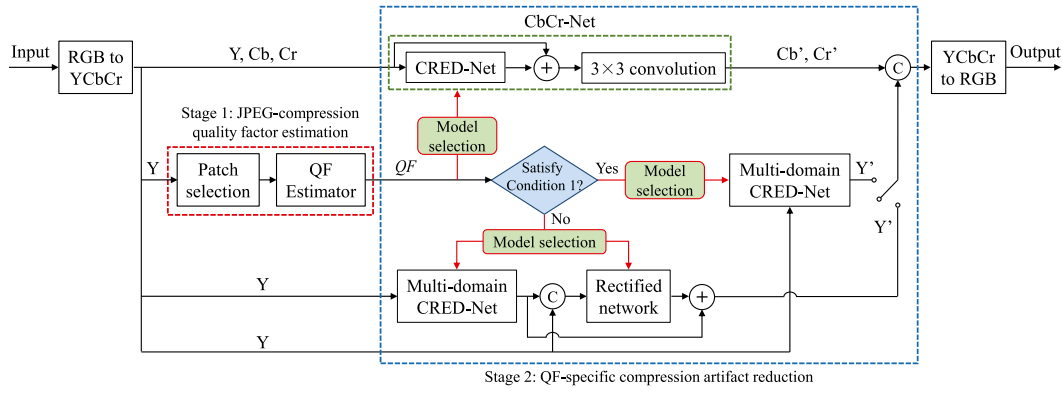 CbCr-Net
Input
RGB to
YCbCr
Y, Cb, Cr
CRED-Net
+
3×3 convolution
Cb’, Cr’
C
YCbCr
to RGB
Output
Stage 1: JPEG-compression
quality factor estimation
Model
selection
Y
Patch
selection
QF
Estimator
QF
Satisfy
Condition 1?
Yes
Model
selection
Multi-domain
CRED-Net
Y’
Y’
No
Model selection
Y
Multi-domain
CRED-Net
C
Rectified
network
+
Y
Stage 2: QF-specific compression artifact reduction